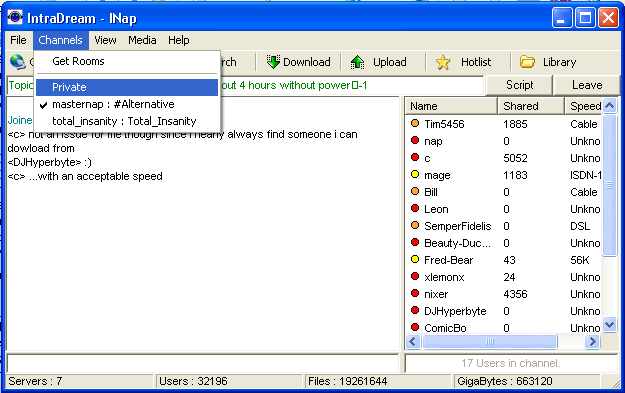 IntraDream - INap
File Channels View Media Help
Download Upload Hotlist Library
Get Rooms
Private
masternap : #Alternative
total_insanity : Total_Insanity
Topic out 4 hours without power -1
Script Leave
Joine
<c> not an issue for me though since i nearly always find someone i can
dowload from
<DJHyperbyte> :)
<c> ...with an acceptable speed
Name Shared Speed
Tim5456 1885 Cable
nap 0 Unkno
c 5052 Unkno
mage 1183 ISDN-1
Bill 0 Cable
Leon 0 Unkno
SemperFidelis 0 DSL
Beauty-Duc... 0 Unkno
Fred-Bear 43 56K
xlemonx 24 Unkno
nixer 4356 Unkno
DJHyperbyte 0 Unkno
ComicBo 0 Unkno
17 Users in channel.
Servers : 7 Users : 32196 Files : 19261644 GigaBytes : 663120